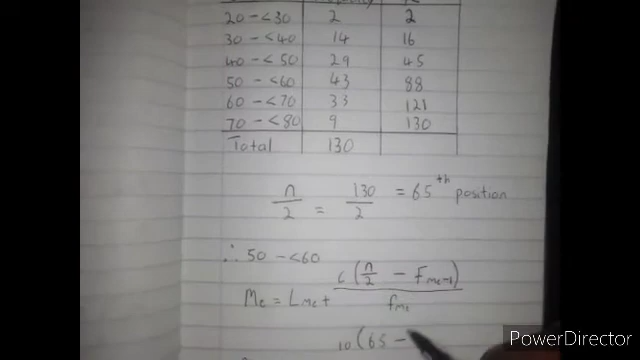 20 - <30 2 2
30 - <40 14 16
40 - < 50 29 45
50 - <60 43 88
60 - <70 33 121
70 - <80 9 130
Total 130
n/2 = 130/2 = 65th position
∴ 50 - <60
Me = LMe + c(n/2 - FMe-1)/fMe
10(65 -
PowerDirector